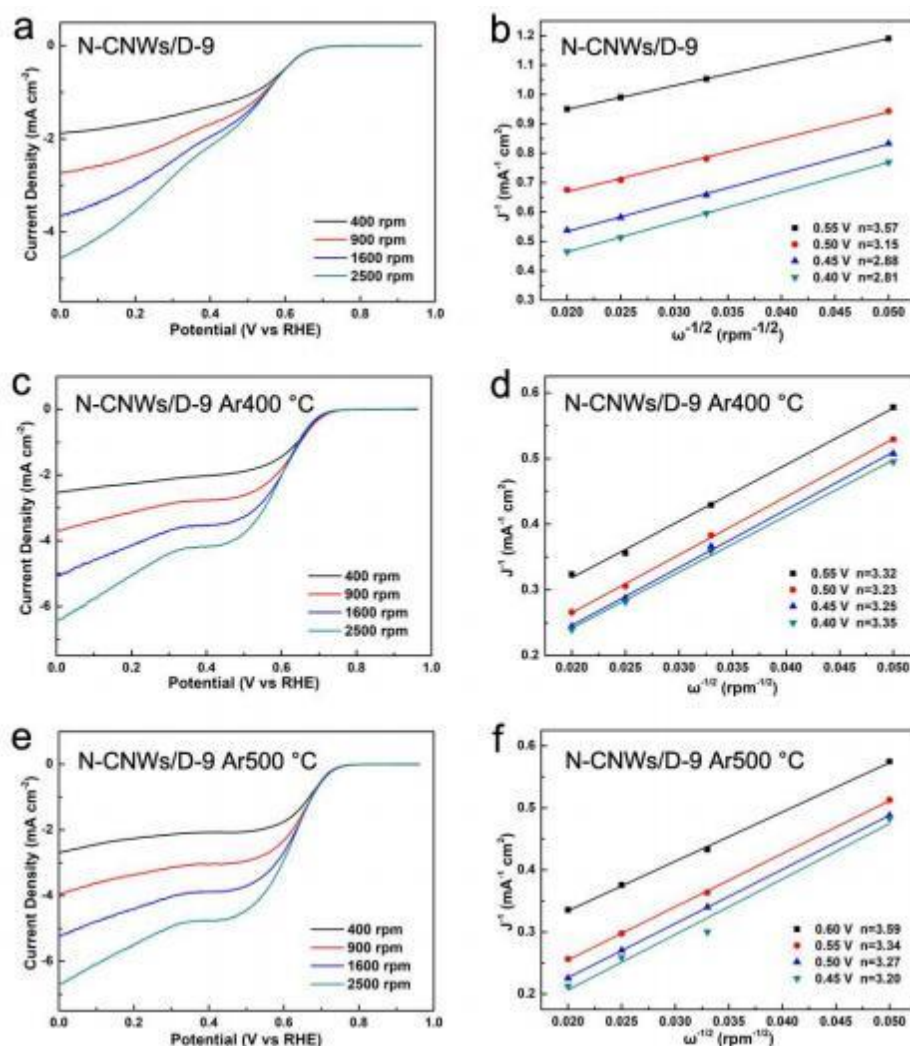 a
N-CNWs/D-9
Current Density (mA cm⁻²)
0
-2
-4
400 rpm
900 rpm
1600 rpm
2500 rpm
0.0 0.2 0.4 0.6 0.8 1.0
Potential (V vs RHE)
b
N-CNWs/D-9
J⁻¹ (mA⁻¹ cm²)
1.2
1.1
1.0
0.9
0.8
0.7
0.6
0.5
0.4
0.3
0.55 V n=3.57
0.50 V n=3.15
0.45 V n=2.88
0.40 V n=2.81
0.020 0.025 0.030 0.035 0.040 0.045 0.050
ω⁻¹/² (rpm⁻¹/²)
c
N-CNWs/D-9 Ar400 °C
Current Density (mA cm⁻²)
0
-2
-4
-6
400 rpm
900 rpm
1600 rpm
2500 rpm
0.0 0.2 0.4 0.6 0.8 1.0
Potential (V vs RHE)
d
N-CNWs/D-9 Ar400 °C
J⁻¹ (mA⁻¹ cm²)
0.6
0.5
0.4
0.3
0.2
0.55 V n=3.32
0.50 V n=3.23
0.45 V n=3.25
0.40 V n=3.35
0.020 0.025 0.030 0.035 0.040 0.045 0.050
ω⁻¹/² (rpm⁻¹/²)
e
N-CNWs/D-9 Ar500 °C
Current Density (mA cm⁻²)
0
-2
-4
-6
400 rpm
900 rpm
1600 rpm
2500 rpm
0.0 0.2 0.4 0.6 0.8 1.0
Potential (V vs RHE)
f
N-CNWs/D-9 Ar500 °C
J⁻¹ (mA⁻¹ cm²)
0.6
0.5
0.4
0.3
0.2
0.60 V n=3.59
0.55 V n=3.34
0.50 V n=3.27
0.45 V n=3.20
0.020 0.025 0.030 0.035 0.040 0.045 0.050
ω⁻¹/² (rpm⁻¹/²)